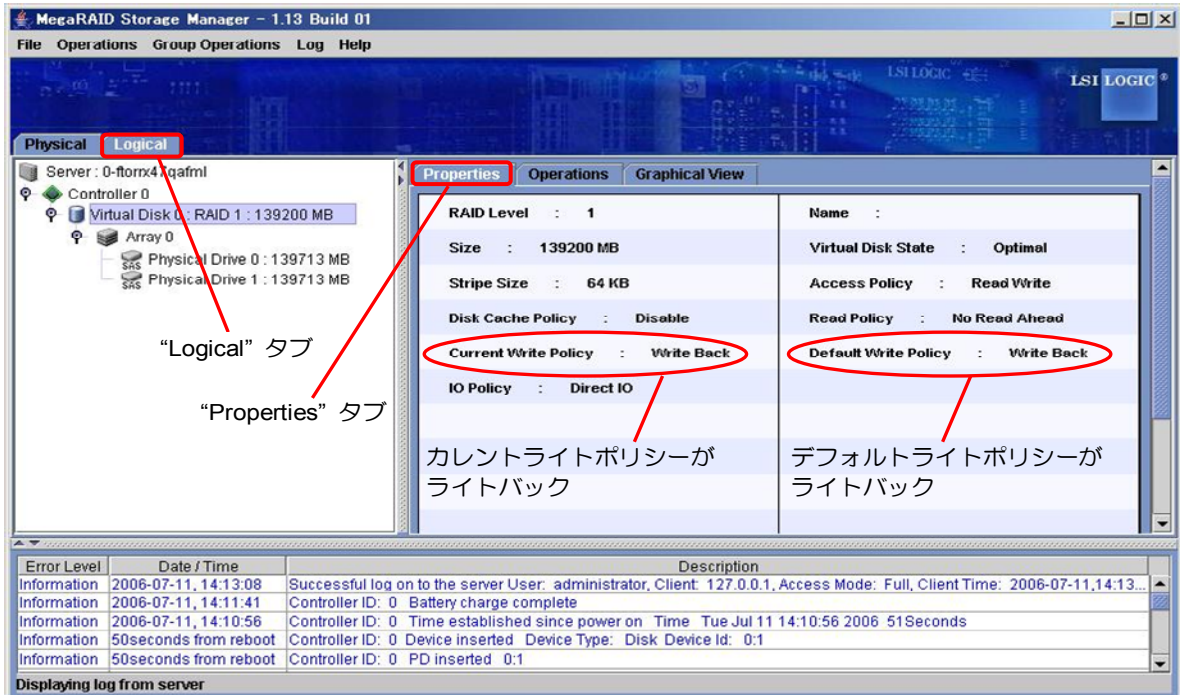 MegaRAID Storage Manager - 1.13 Build 01
File Operations Group Operations Log Help
LSI LOGIC
LSI LOGIC ®
Physical Logical
Server : 0-ftorrx47qafml
Controller 0
Virtual Disk 0 : RAID 1 : 139200 MB
Array 0
SAS Physical Drive 0 : 139713 MB
SAS Physical Drive 1 : 139713 MB
“Logical” タブ
“Properties” タブ
Properties Operations Graphical View
RAID Level : 1 Name :
Size : 139200 MB Virtual Disk State : Optimal
Stripe Size : 64 KB Access Policy : Read Write
Disk Cache Policy : Disable Read Policy : No Read Ahead
Current Write Policy : Write Back Default Write Policy : Write Back
IO Policy : Direct IO
カレントライトポリシーが
ライトバック
デフォルトライトポリシーが
ライトバック
Error Level Date / Time Description
Information 2006-07-11, 14:13:08 Successful log on to the server User: administrator, Client: 127.0.0.1, Access Mode: Full, Client Time: 2006-07-11,14:13...
Information 2006-07-11, 14:11:41 Controller ID: 0 Battery charge complete
Information 2006-07-11, 14:10:56 Controller ID: 0 Time established since power on Time Tue Jul 11 14:10:56 2006 51Seconds
Information 50seconds from reboot Controller ID: 0 Device inserted Device Type: Disk Device Id: 0:1
Information 50seconds from reboot Controller ID: 0 PD inserted 0:1
Displaying log from server